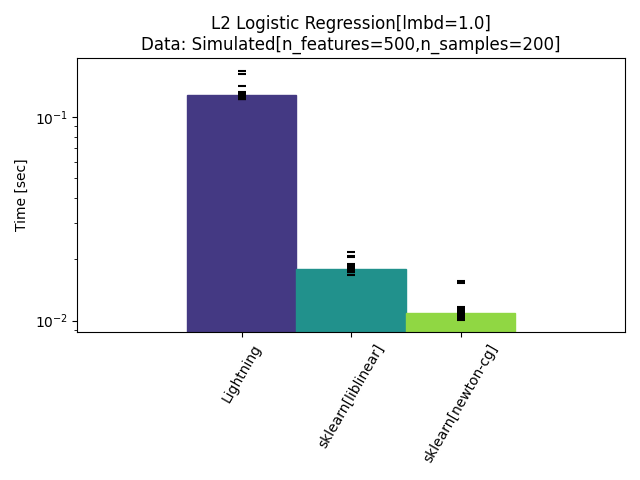 L2 Logistic Regression[lmbd=1.0]
Data: Simulated[n_features=500,n_samples=200]
Time [sec]
10⁻¹
10⁻²
Lightning
sklearn[liblinear]
sklearn[newton-cg]